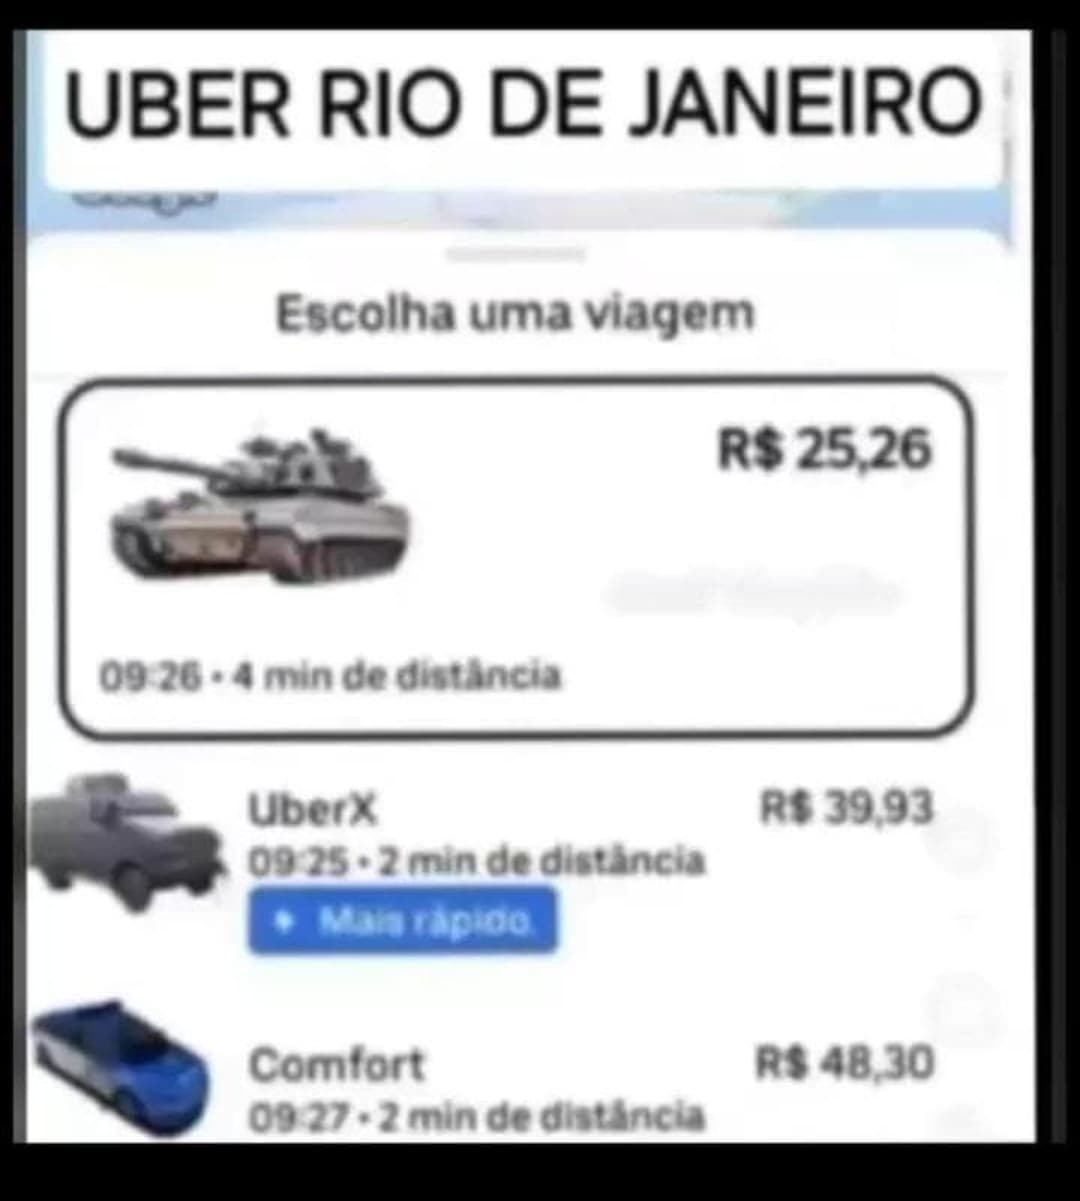 UBER RIO DE JANEIRO
Escolha uma viagem
R$ 25,26
09:26 • 4 min de distância
UberX
R$ 39,93
09:25 • 2 min de distância
Mais rápido
Comfort
R$ 48,30
09:27 • 2 min de distância